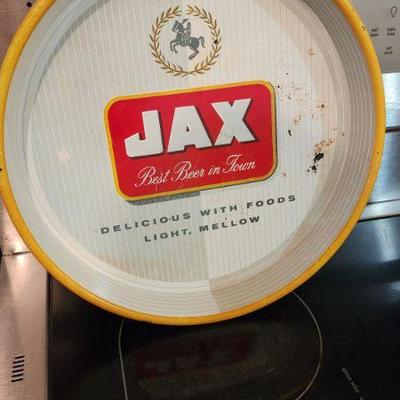 JAX
Best Beer in Town
DELICIOUS WITH FOODS
LIGHT, MELLOW